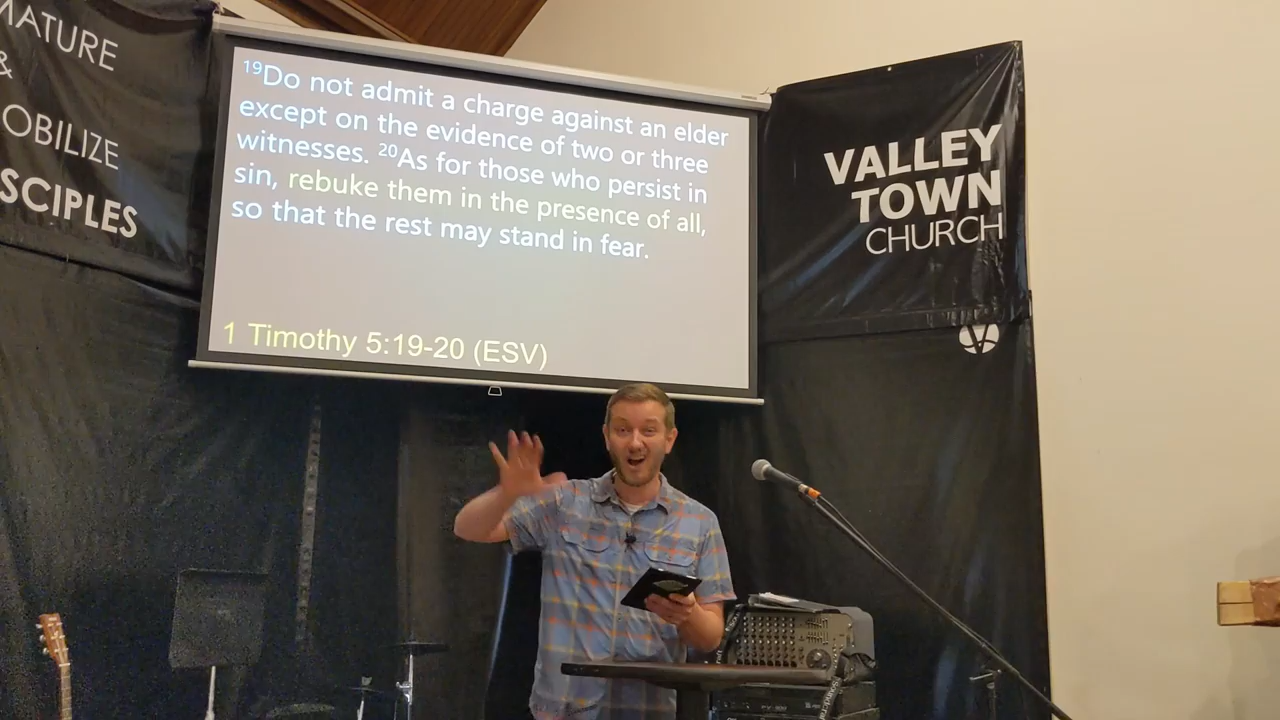 MATURE
&
OBILIZE
SCIPLES
¹⁹Do not admit a charge against an elder
except on the evidence of two or three
witnesses. ²⁰As for those who persist in
sin, rebuke them in the presence of all,
so that the rest may stand in fear.
1 Timothy 5:19-20 (ESV)
VALLEY
TOWN
CHURCH